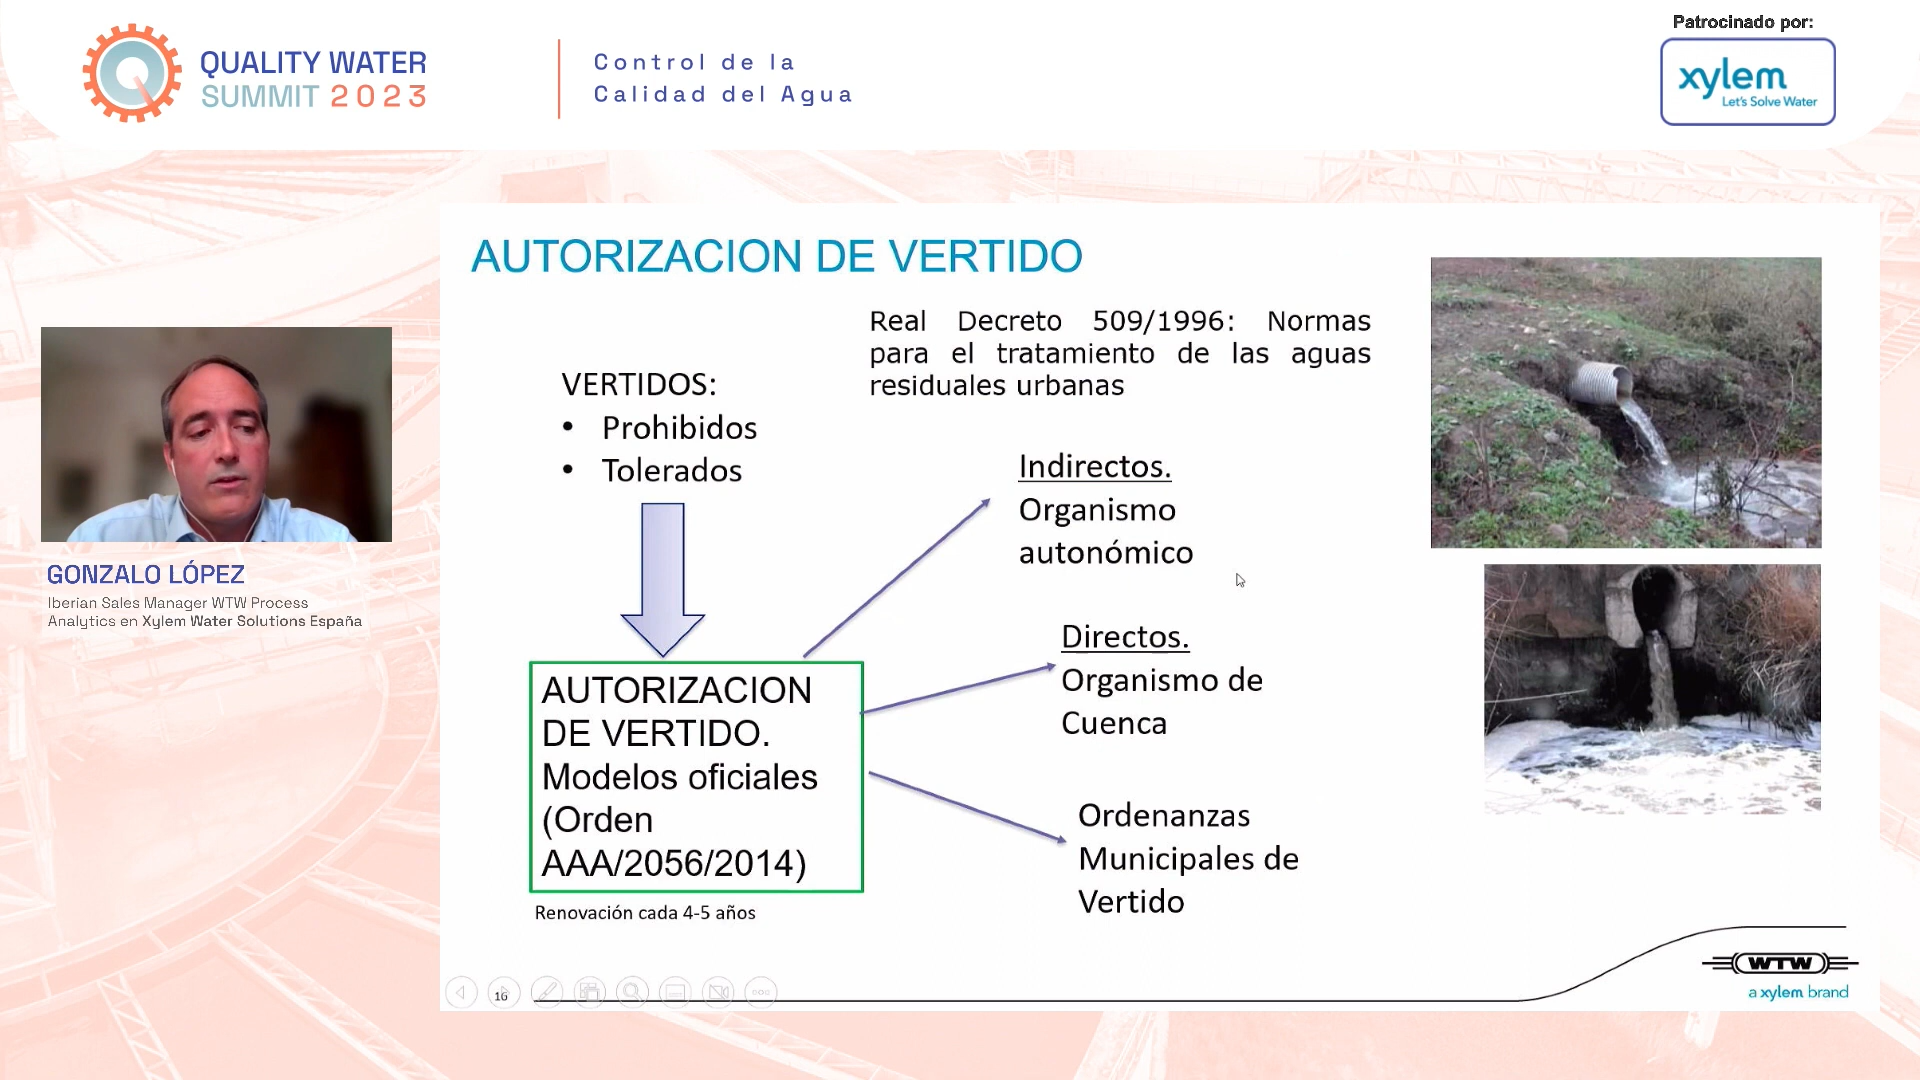 QUALITY WATER
SUMMIT 2023
Control de la
Calidad del Agua
Patrocinado por:
xylem
Let's Solve Water
AUTORIZACION DE VERTIDO
Real Decreto 509/1996: Normas
para el tratamiento de las aguas
residuales urbanas
VERTIDOS:
• Prohibidos
• Tolerados
Indirectos.
Organismo
autonómico
Directos.
Organismo de
Cuenca
AUTORIZACION
DE VERTIDO.
Modelos oficiales
(Orden
AAA/2056/2014)
Ordenanzas
Municipales de
Vertido
Renovación cada 4-5 años
GONZALO LÓPEZ
Iberian Sales Manager WTW Process
Analytics en Xylem Water Solutions España
16
WTW
a xylem brand